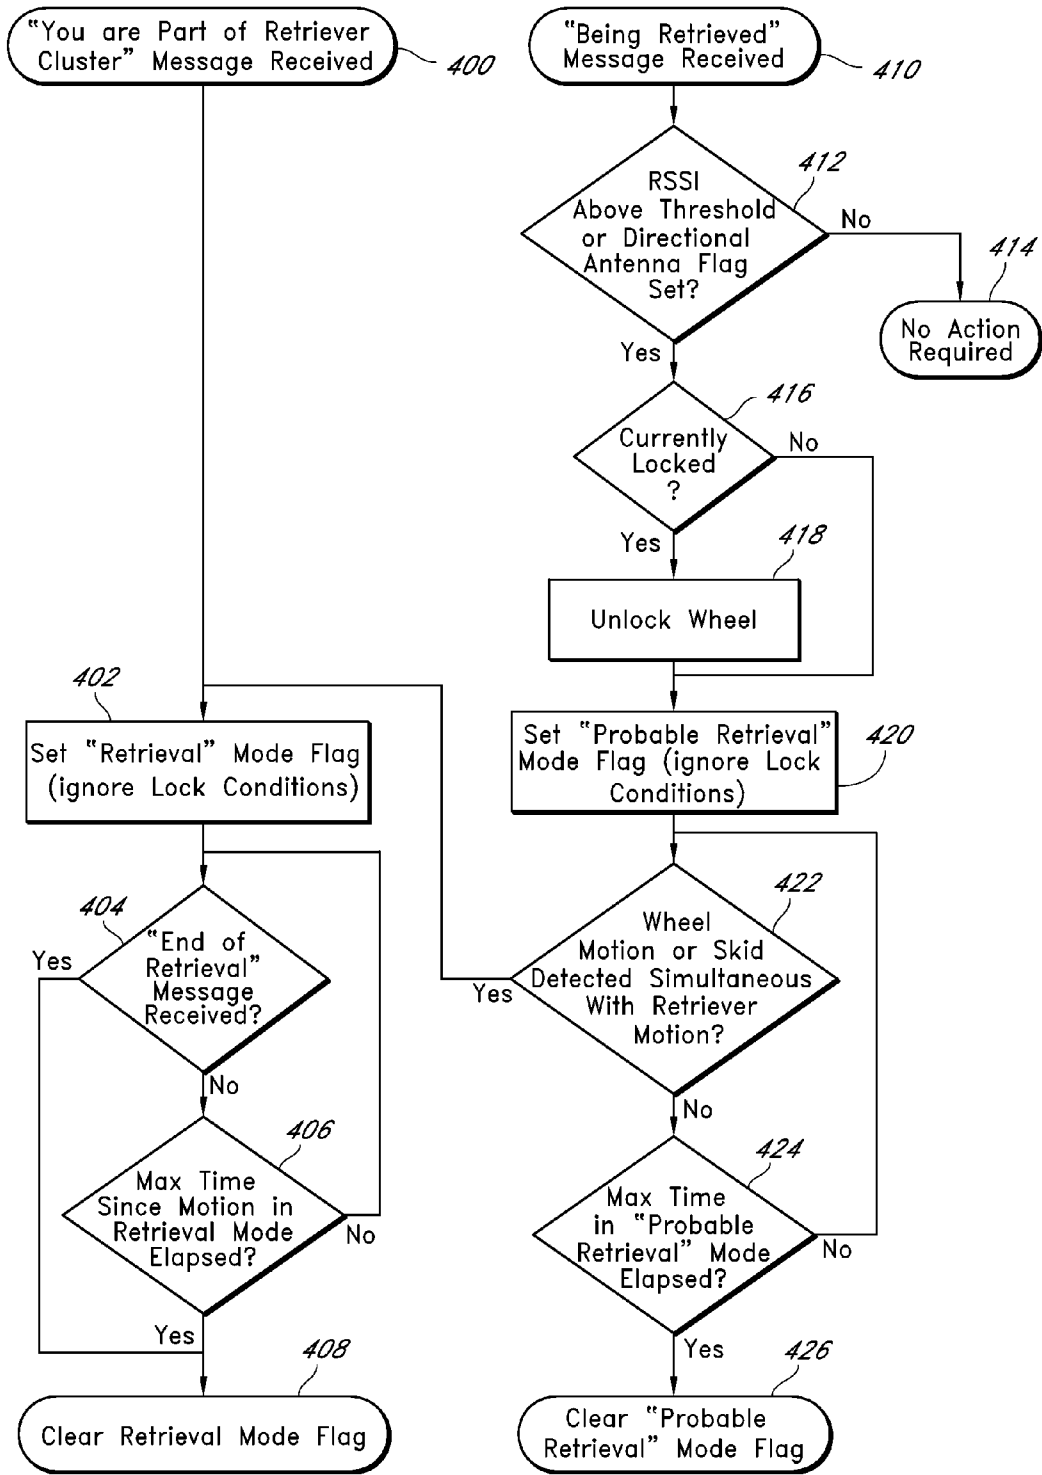 “You are Part of Retriever
Cluster” Message Received
400
“Being Retrieved”
Message Received
410
RSSI
Above Threshold
or Directional
Antenna Flag
Set?
412
No
414
No Action
Required
Yes
416
Currently
Locked
?
No
Yes
418
Unlock Wheel
402
Set “Retrieval” Mode Flag
(ignore Lock Conditions)
Set “Probable Retrieval”
Mode Flag (ignore Lock
Conditions)
420
404
“End of
Retrieval”
Message
Received?
Yes
No
422
Wheel
Motion or Skid
Detected Simultaneous
With Retriever
Motion?
Yes
No
406
Max Time
Since Motion in
Retrieval Mode
Elapsed?
No
Yes
424
Max Time
in “Probable
Retrieval” Mode
Elapsed?
No
Yes
408
Clear Retrieval Mode Flag
426
Clear “Probable
Retrieval” Mode Flag